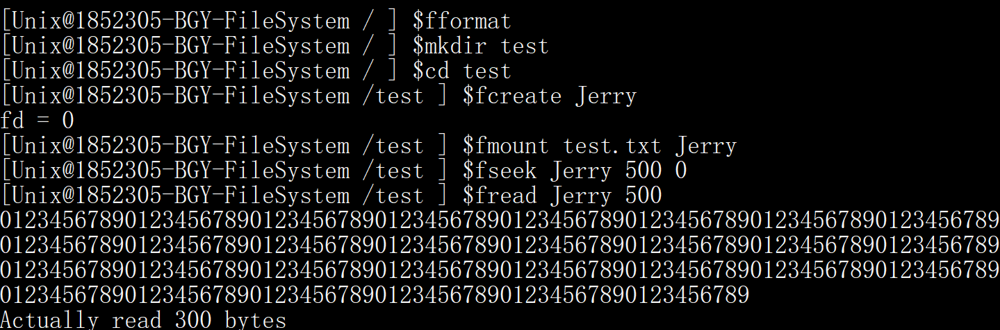 [Unix@1852305-BGY-FileSystem / ] $fformat
[Unix@1852305-BGY-FileSystem / ] $mkdir test
[Unix@1852305-BGY-FileSystem / ] $cd test
[Unix@1852305-BGY-FileSystem /test ] $fcreate Jerry
fd = 0
[Unix@1852305-BGY-FileSystem /test ] $fmount test.txt Jerry
[Unix@1852305-BGY-FileSystem /test ] $fseek Jerry 500 0
[Unix@1852305-BGY-FileSystem /test ] $fread Jerry 500
01234567890123456789012345678901234567890123456789012345678901234567890123456789
01234567890123456789012345678901234567890123456789012345678901234567890123456789
01234567890123456789012345678901234567890123456789012345678901234567890123456789
012345678901234567890123456789012345678901234567890123456789
Actually read 300 bytes